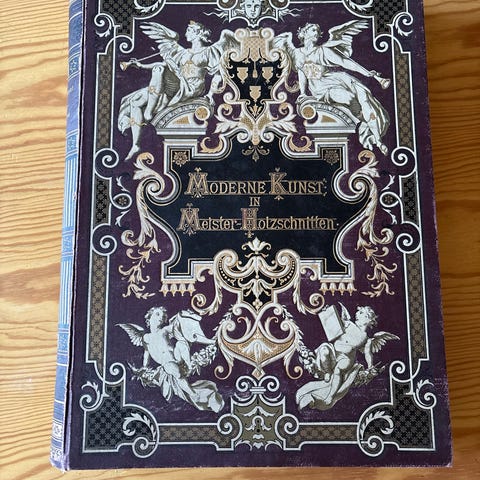 MODERNE KUNST
IN
Meister-Holzschnitten.